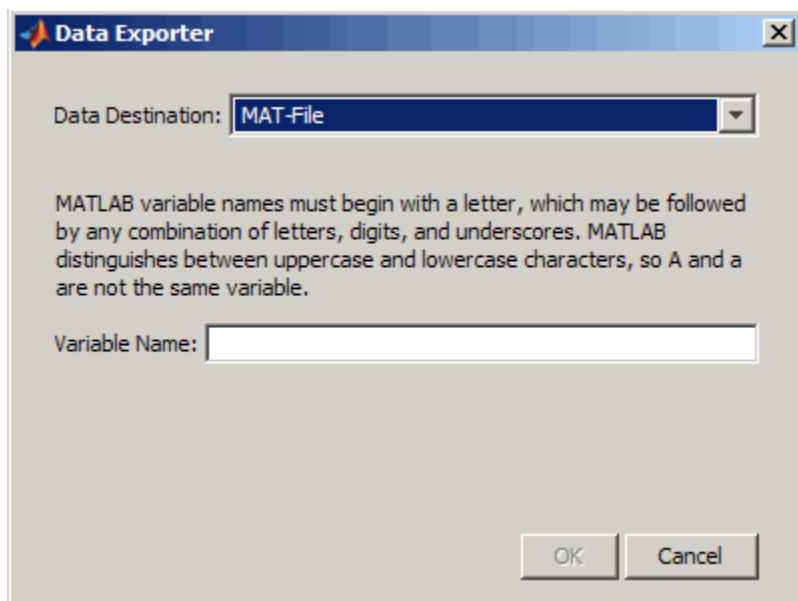 Data Exporter
Data Destination: MAT-File
MATLAB variable names must begin with a letter, which may be followed
by any combination of letters, digits, and underscores. MATLAB
distinguishes between uppercase and lowercase characters, so A and a
are not the same variable.
Variable Name:
OK Cancel